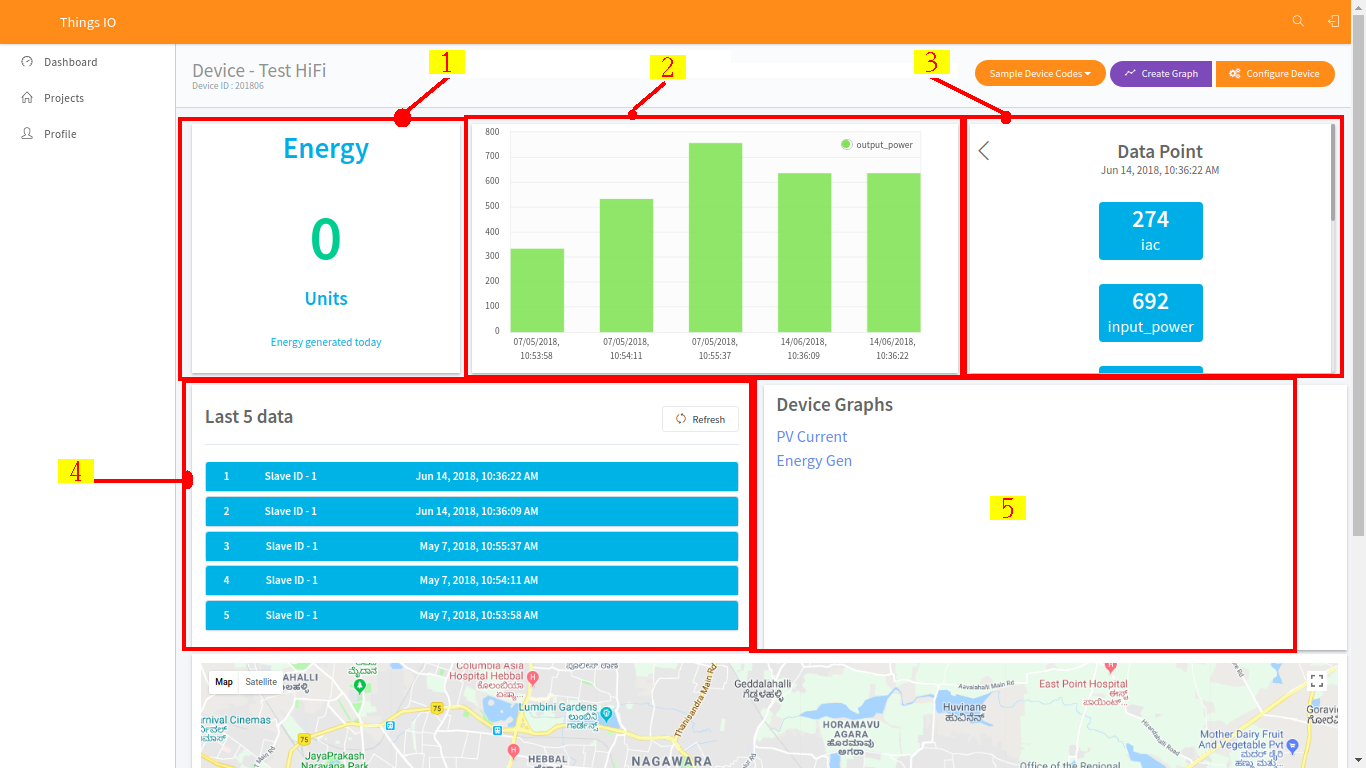 Things IO
Dashboard
Projects
Profile
Device - Test HiFi
Device ID : 201806
1
2
3
Sample Device Codes
Create Graph
Configure Device
Energy
0
Units
Energy generated today
800
700
600
500
400
300
200
100
0
output_power
07/05/2018,
10:53:58
07/05/2018,
10:54:11
07/05/2018,
10:55:37
14/06/2018,
10:36:09
14/06/2018,
10:36:22
Data Point
Jun 14, 2018, 10:36:22 AM
274
iac
692
input_power
4
Last 5 data
Refresh
1 Slave ID - 1 Jun 14, 2018, 10:36:22 AM
2 Slave ID - 1 Jun 14, 2018, 10:36:09 AM
3 Slave ID - 1 May 7, 2018, 10:55:37 AM
4 Slave ID - 1 May 7, 2018, 10:54:11 AM
5 Slave ID - 1 May 7, 2018, 10:53:58 AM
Device Graphs
PV Current
Energy Gen
5
Map Satellite
Columbia Asia
Hospital Hebbal
ಕೊಲಂಬಿಯಾ
ಏಷ್ಯಾ
Lumbini Gardens
ಲುಂಬಿನಿ
ಗಾರ್ಡನ್ಸ್
Thanisandra Main Rd
Geddalahalli
ಗೆದ್ದಲಹಳ್ಳಿ
HORAMAVU
AGARA
ಹೊರಮಾವು
ಅಗರ
Huvinane
ಹುವಿನೇನೆ
East Point Hospital
ಈಸ್ಟ್
ಪಾಯಿಂಟ್
Mother Dairy Fruit
And Vegetable Pvt
Cinemas
75
75
JayaPrakash
Narayana Park
HEBBAL
ಹೆಬ್ಬಾಳ
NAGAWARA
Office of the Regional